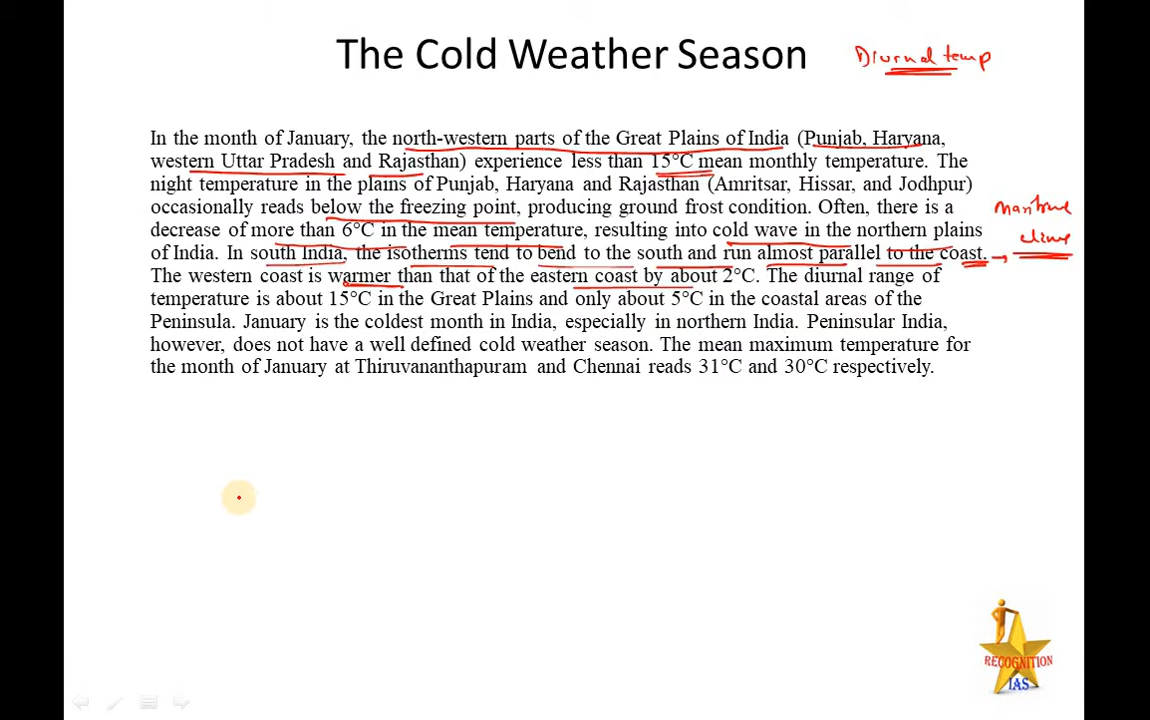 The Cold Weather Season
Diurnal temp
In the month of January, the north-western parts of the Great Plains of India (Punjab, Haryana,
western Uttar Pradesh and Rajasthan) experience less than 15°C mean monthly temperature. The
night temperature in the plains of Punjab, Haryana and Rajasthan (Amritsar, Hissar, and Jodhpur)
occasionally reads below the freezing point, producing ground frost condition. Often, there is a
decrease of more than 6°C in the mean temperature, resulting into cold wave in the northern plains
of India. In south India, the isotherms tend to bend to the south and run almost parallel to the coast.
The western coast is warmer than that of the eastern coast by about 2°C. The diurnal range of
temperature is about 15°C in the Great Plains and only about 5°C in the coastal areas of the
Peninsula. January is the coldest month in India, especially in northern India. Peninsular India,
however, does not have a well defined cold weather season. The mean maximum temperature for
the month of January at Thiruvananthapuram and Chennai reads 31°C and 30°C respectively.
RECOGNITION
IAS